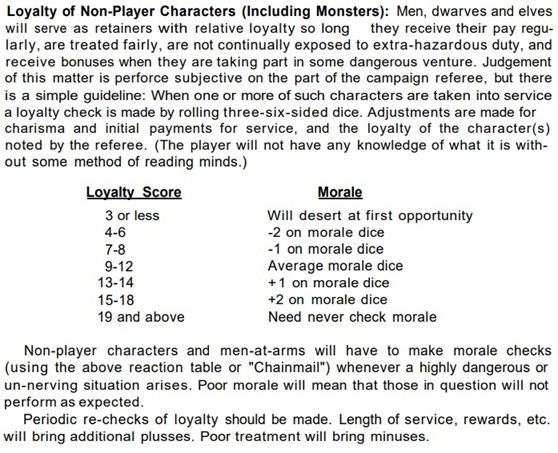 Loyalty of Non-Player Characters (Including Monsters): Men, dwarves and elves
will serve as retainers with relative loyalty so long they receive their pay regu-
larly, are treated fairly, are not continually exposed to extra-hazardous duty, and
receive bonuses when they are taking part in some dangerous venture. Judgement
of this matter is perforce subjective on the part of the campaign referee, but there
is a simple guideline: When one or more of such characters are taken into service
a loyalty check is made by rolling three-six-sided dice. Adjustments are made for
charisma and initial payments for service, and the loyalty of the character(s)
noted by the referee. (The player will not have any knowledge of what it is with-
out some method of reading minds.)
Loyalty Score Morale
3 or less Will desert at first opportunity
4-6 -2 on morale dice
7-8 -1 on morale dice
9-12 Average morale dice
13-14 +1 on morale dice
15-18 +2 on morale dice
19 and above Need never check morale
Non-player characters and men-at-arms will have to make morale checks
(using the above reaction table or "Chainmail") whenever a highly dangerous or
un-nerving situation arises. Poor morale will mean that those in question will not
perform as expected.
Periodic re-checks of loyalty should be made. Length of service, rewards, etc.
will bring additional plusses. Poor treatment will bring minuses.